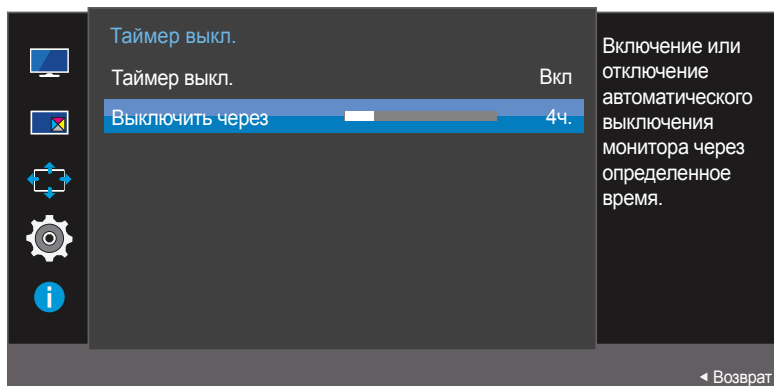 Таймер выкл.
Таймер выкл. Вкл
Выключить через 4ч.
Включение или
отключение
автоматического
выключения
монитора через
определенное
время.
◄ Возврат